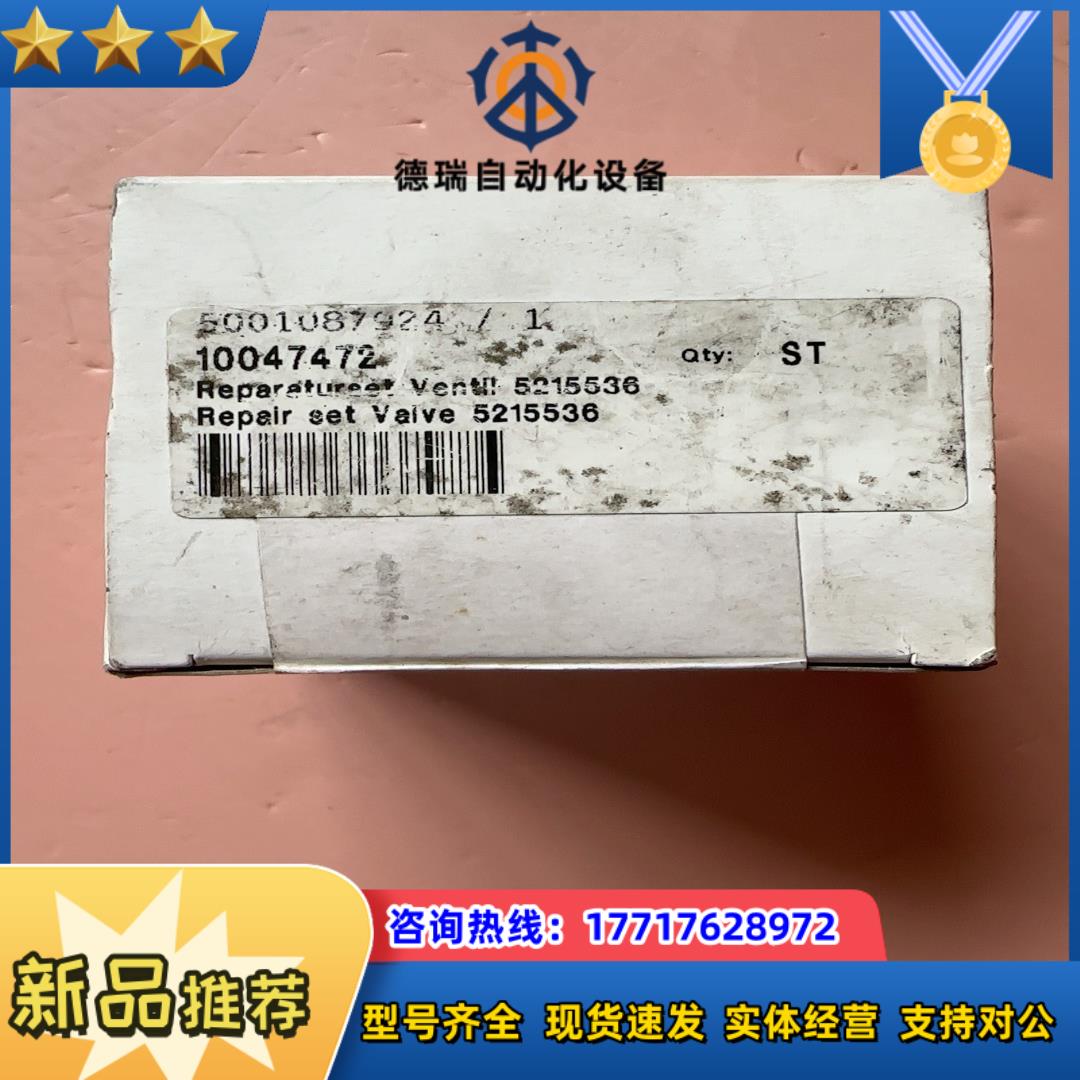 德瑞自动化设备
5001087924 / 1
10047472
Qty: ST
Reparaturset Ventil 5215536
Repair set Valve 5215536
咨询热线：17717628972
新品推荐
型号齐全 现货速发 实体经营 支持对公